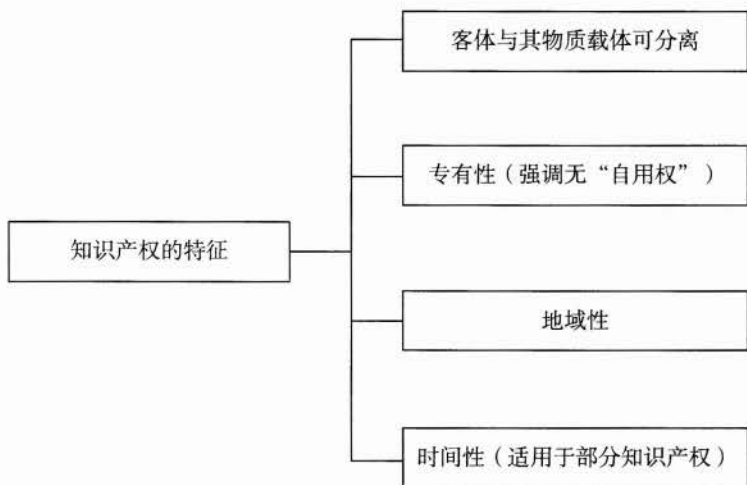 客体与其物质载体可分离
专有性（强调无“自用权”）
知识产权的特征
地域性
时间性（适用于部分知识产权）